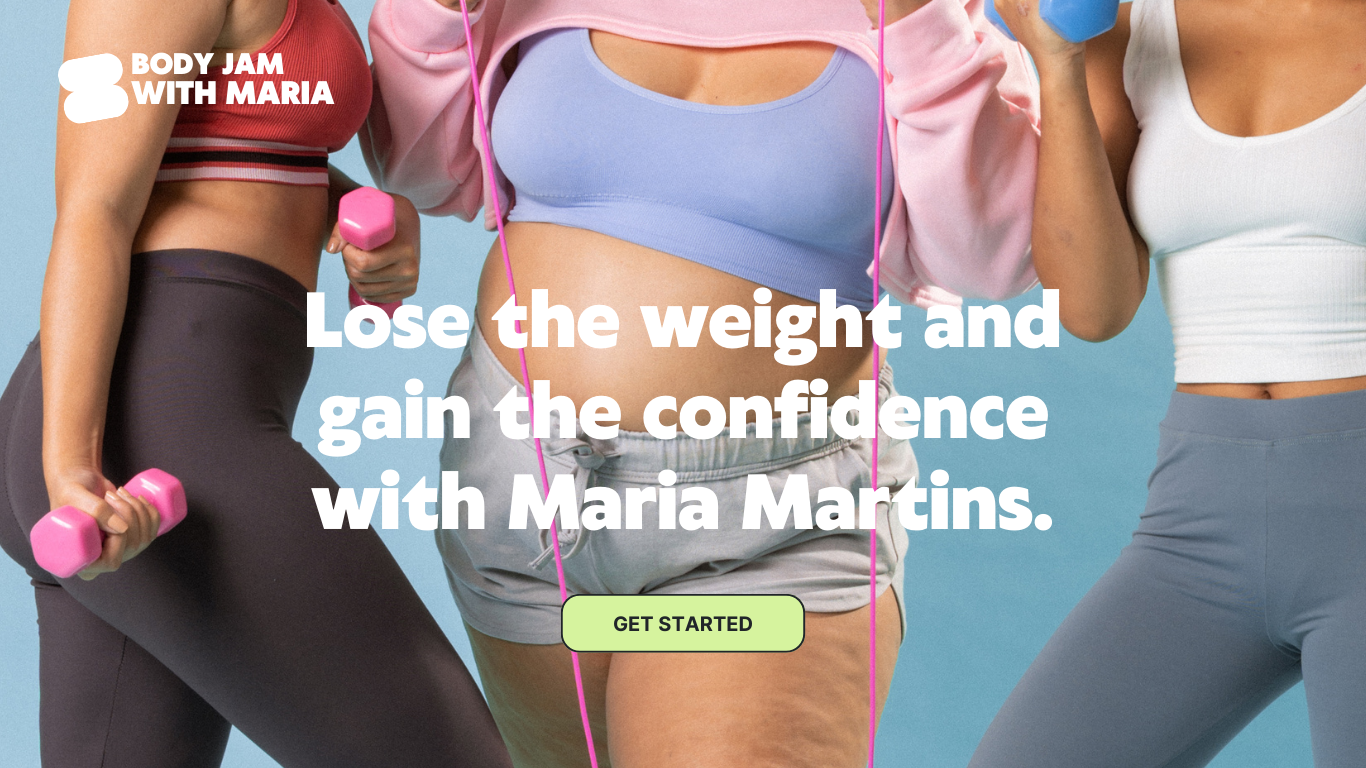 BODY JAM
WITH MARIA
Lose the weight and
gain the confidence
with Maria Martins.
GET STARTED